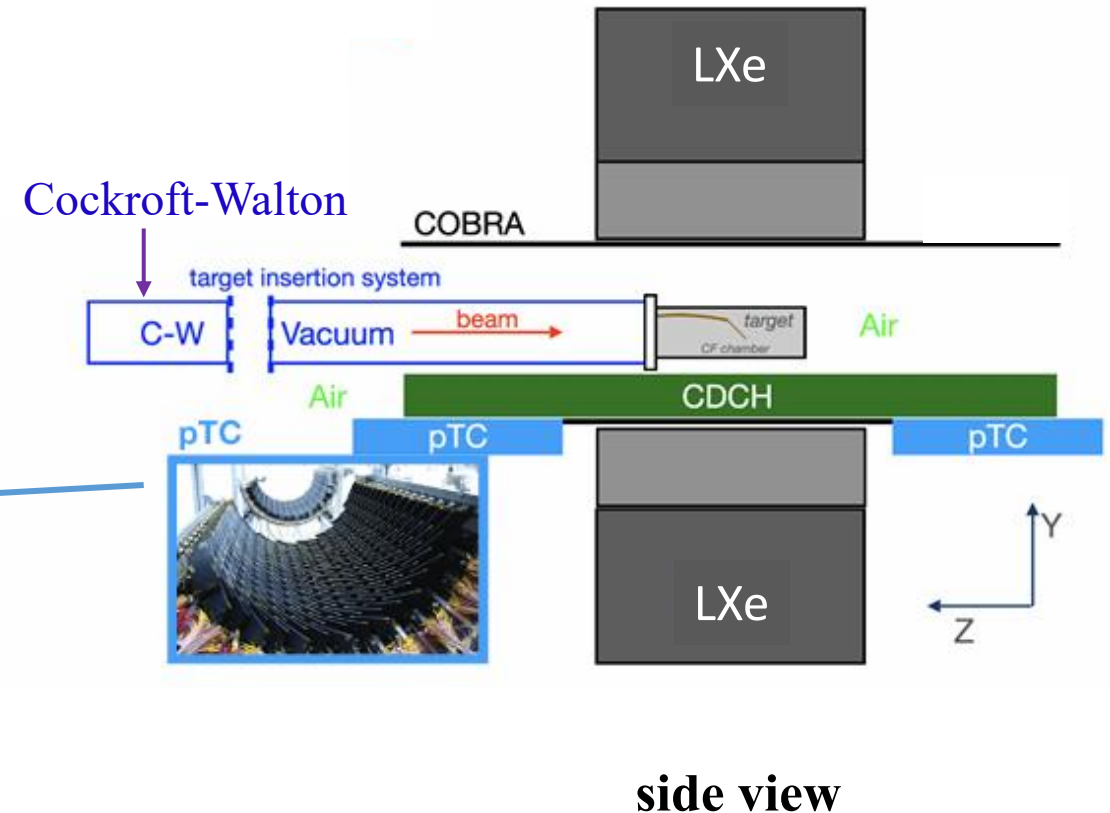 LXe
Cockroft-Walton
COBRA
target insertion system
C-W
Vacuum
beam
target
CF chamber
Air
Air
CDCH
pTC
pTC
pTC
LXe
Y
Z
side view